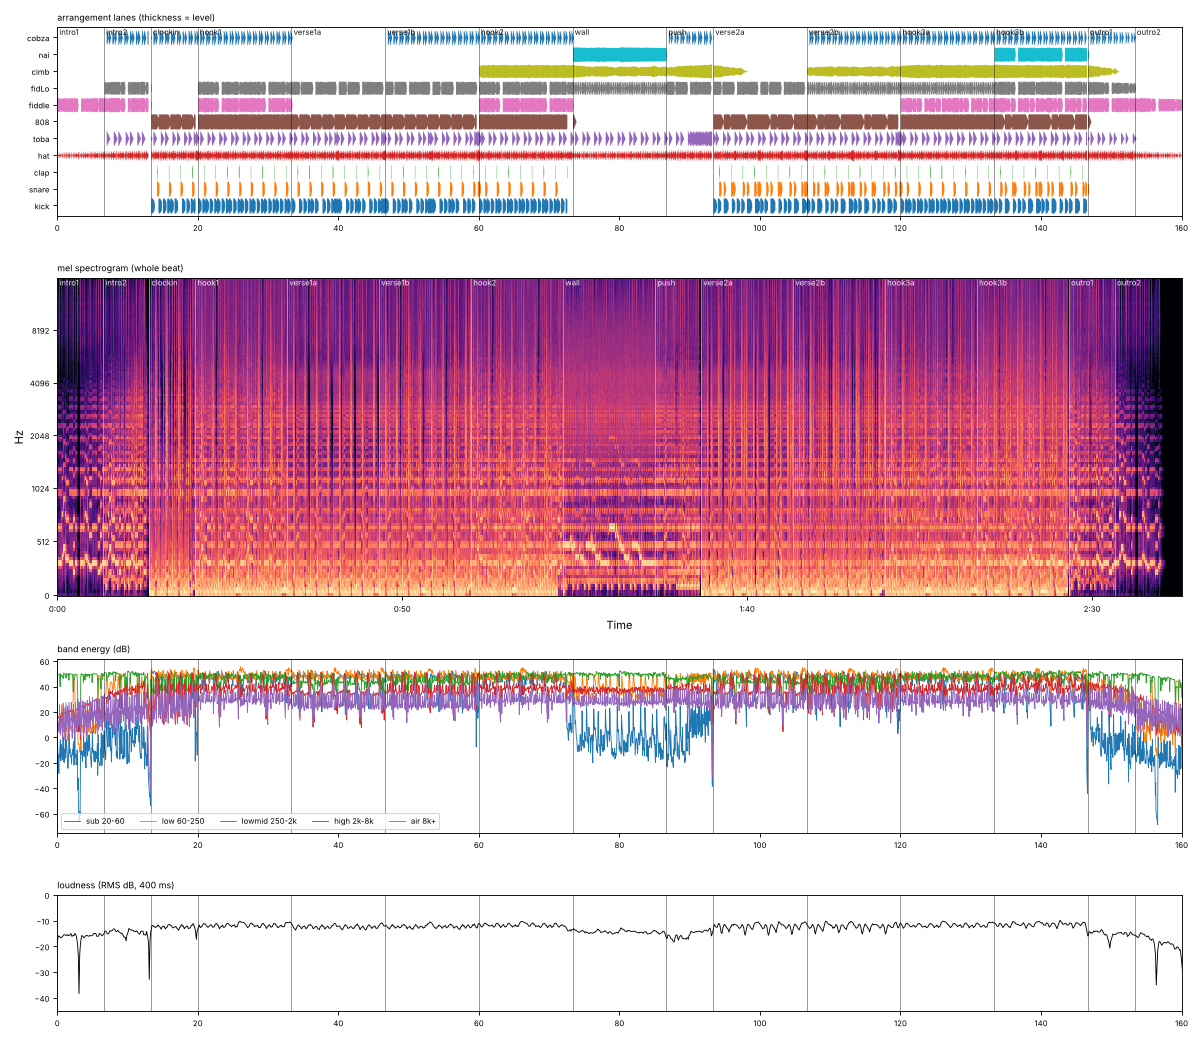 arrangement lanes (thickness = level)
intro1 intro2 clockin hook1 verse1a verse1b hook2 wall push verse2a verse2b hook3a hook3b outro1 outro2
cobza
nai
cimb
fidLo
fiddle
808
toba
hat
clap
snare
kick
0 20 40 60 80 100 120 140 160
mel spectrogram (whole beat)
intro1 intro2 clockin hook1 verse1a verse1b hook2 wall push verse2a verse2b hook3a hook3b outro1 outro2
8192
4096
2048
1024
512
0
Hz
0:00 0:50 1:40 2:30
Time
band energy (dB)
60
40
20
0
−20
−40
−60
sub 20-60 low 60-250 lowmid 250-2k high 2k-8k air 8k+
0 20 40 60 80 100 120 140 160
loudness (RMS dB, 400 ms)
0
−10
−20
−30
−40
0 20 40 60 80 100 120 140 160